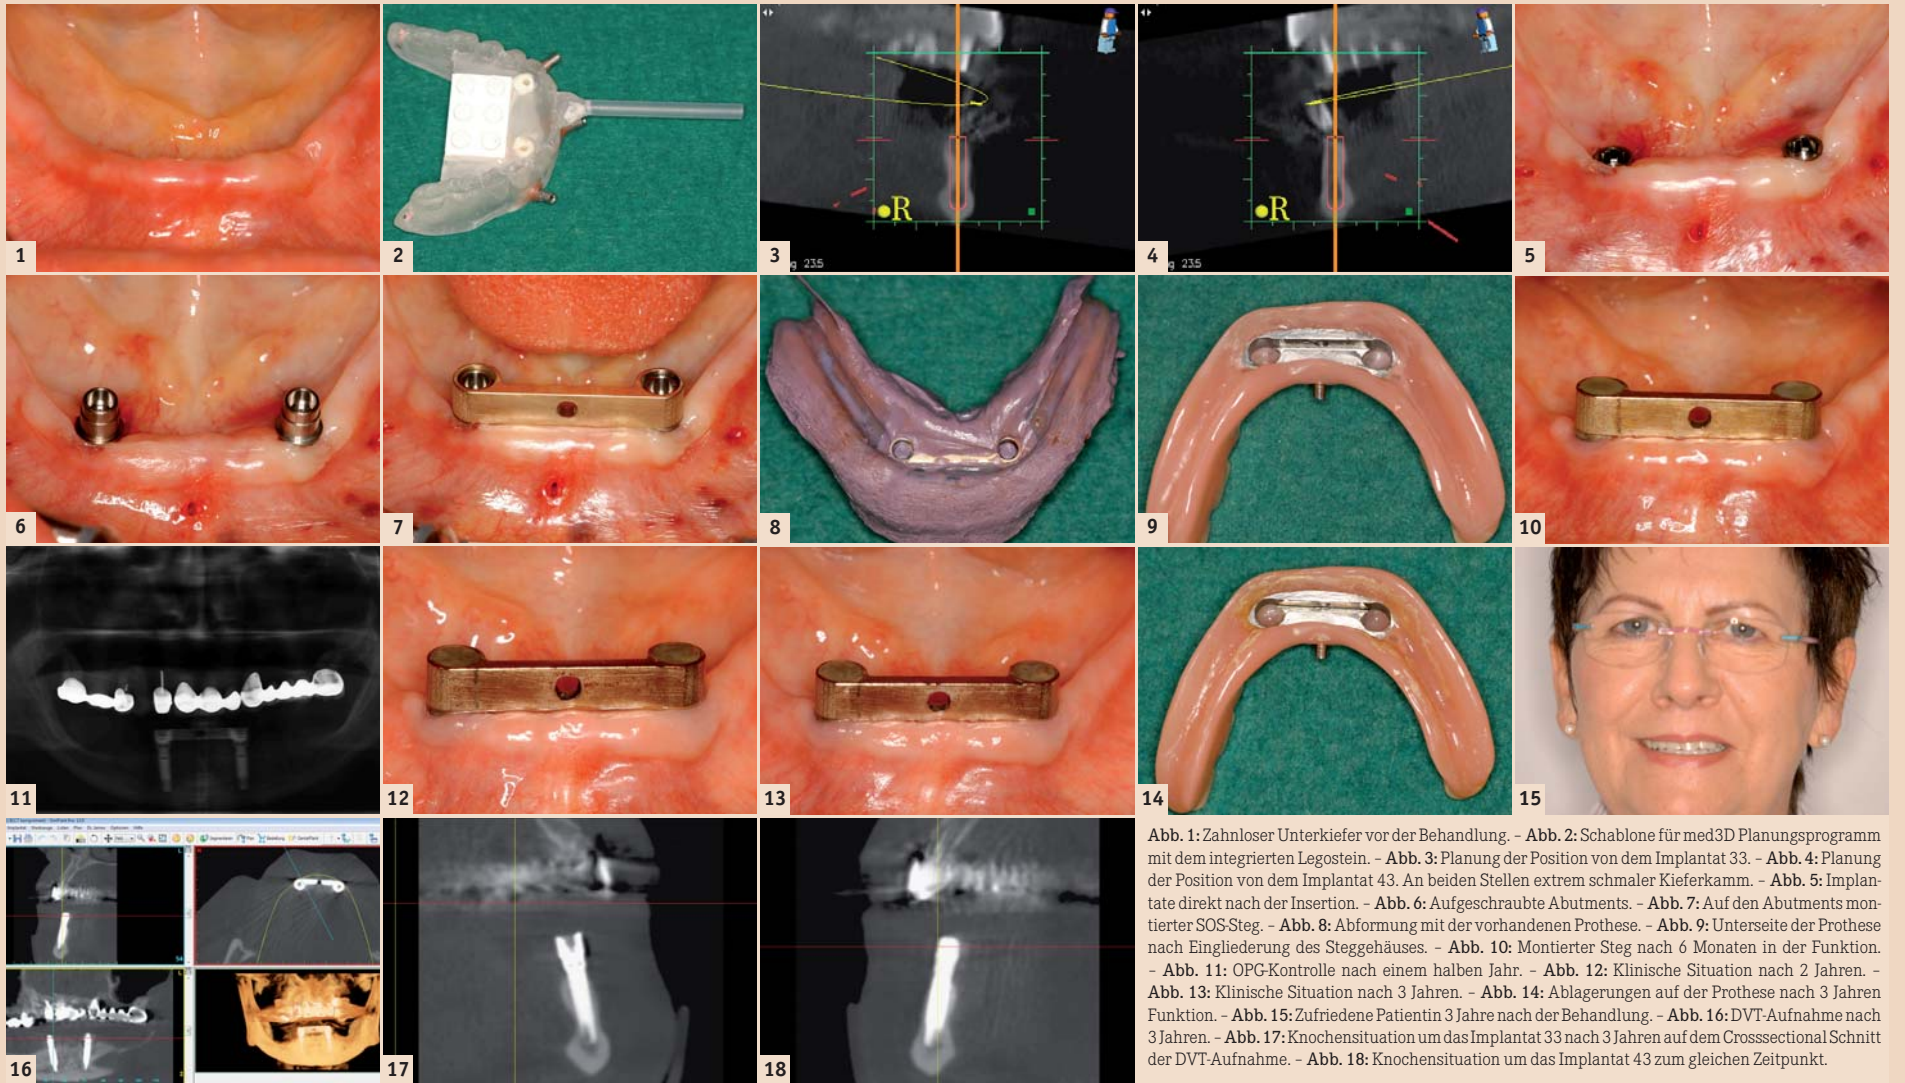 1
2
3
R
g 23.5
4
R
g 23.5
5
6
7
8
9
10
11
12
13
14
15
16
17
18
Abb. 1: Zahnloser Unterkiefer vor der Behandlung. – Abb. 2: Schablone für med3D Planungsprogramm
mit dem integrierten Legostein. – Abb. 3: Planung der Position von dem Implantat 33. – Abb. 4: Planung
der Position von dem Implantat 43. An beiden Stellen extrem schmaler Kieferkamm. – Abb. 5: Implan-
tate direkt nach der Insertion. – Abb. 6: Aufgeschraubte Abutments. – Abb. 7: Auf den Abutments mon-
tierter SOS-Steg. – Abb. 8: Abformung mit der vorhandenen Prothese. – Abb. 9: Unterseite der Prothese
nach Eingliederung des Steggehäuses. – Abb. 10: Montierter Steg nach 6 Monaten in der Funktion.
– Abb. 11: OPG-Kontrolle nach einem halben Jahr. – Abb. 12: Klinische Situation nach 2 Jahren. –
Abb. 13: Klinische Situation nach 3 Jahren. – Abb. 14: Ablagerungen auf der Prothese nach 3 Jahren
Funktion. – Abb. 15: Zufriedene Patientin 3 Jahre nach der Behandlung. – Abb. 16: DVT-Aufnahme nach
3 Jahren. – Abb. 17: Knochensituation um das Implantat 33 nach 3 Jahren auf dem Crosssectional Schnitt
der DVT-Aufnahme. – Abb. 18: Knochensituation um das Implantat 43 zum gleichen Zeitpunkt.